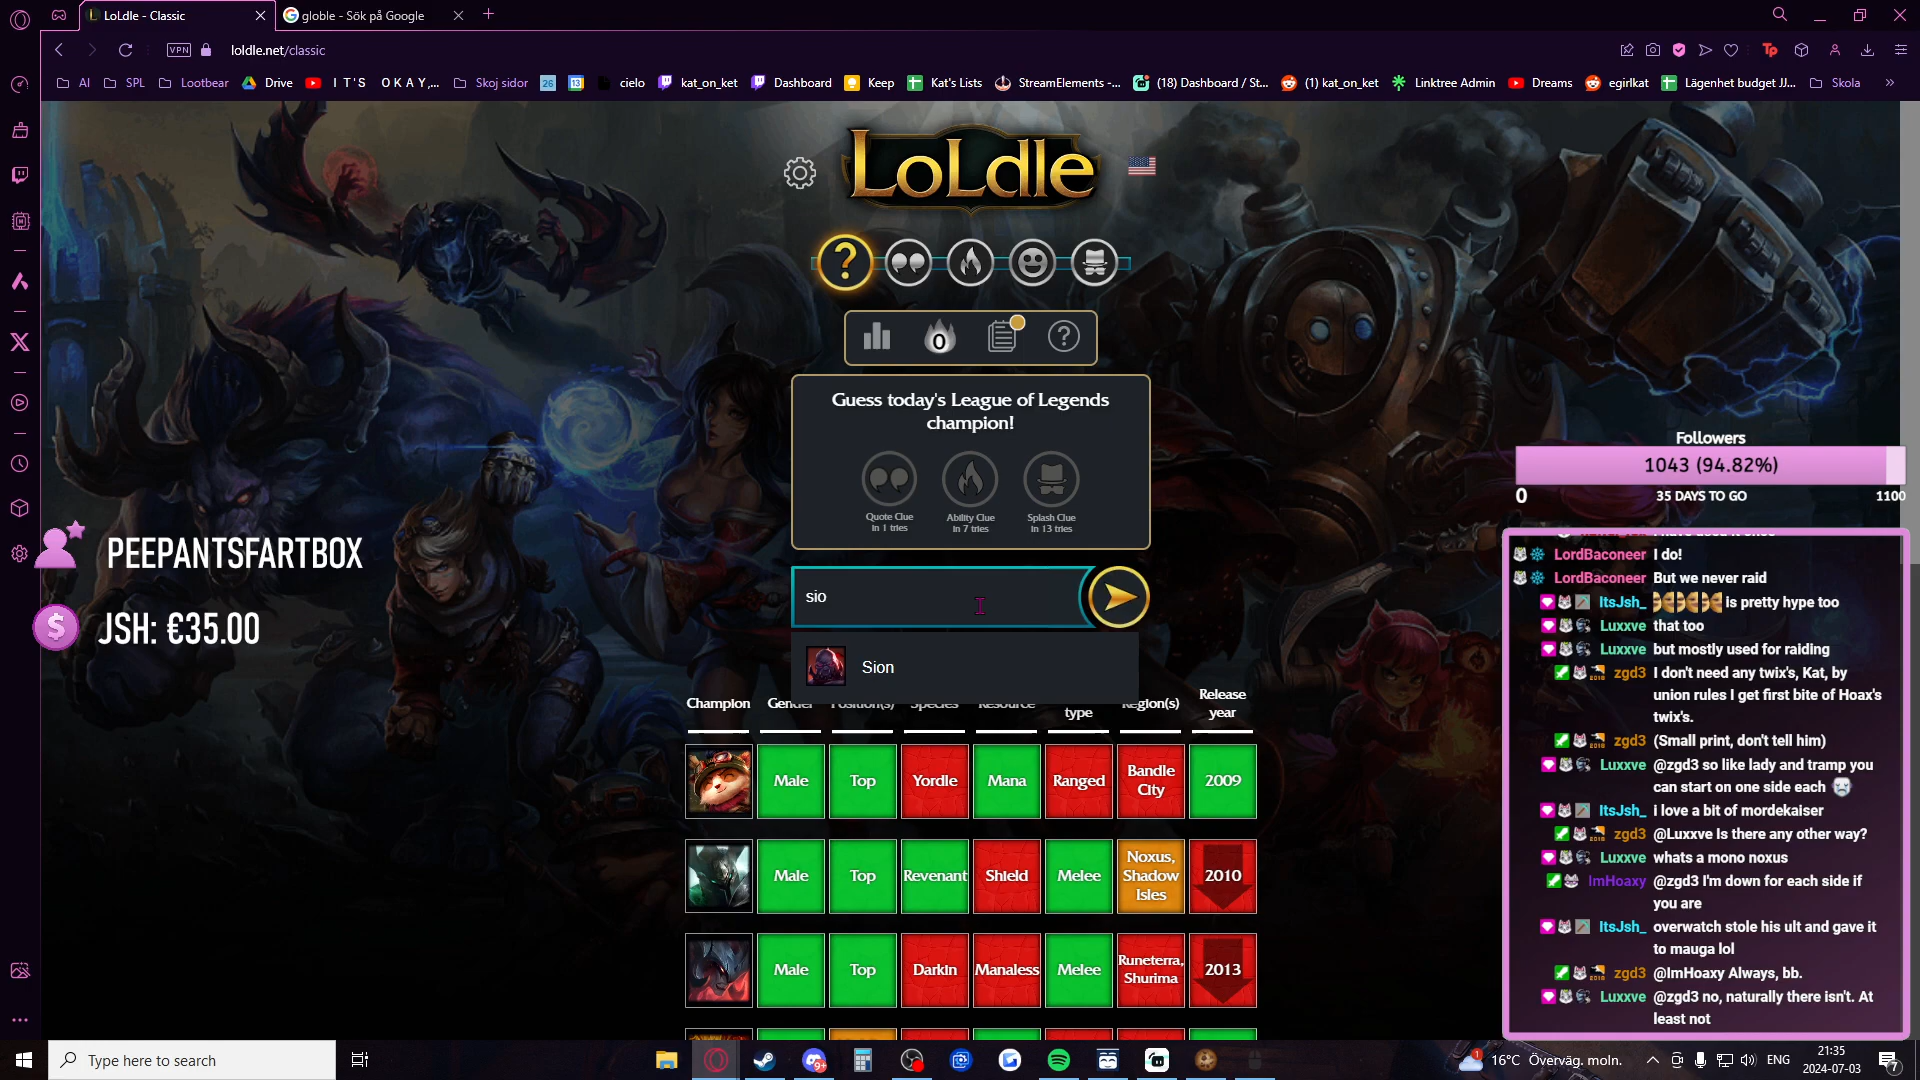 LoLdle - Classic
globle - Sök på Google
VPN
loldle.net/classic
AI
SPL
Lootbear
Drive
I T ' S   O K A Y ,...
Skoj sidor
26
13
cielo
kat_on_ket
Dashboard
Keep
Kat's Lists
StreamElements -...
(18) Dashboard / St...
(1) kat_on_ket
Linktree Admin
Dreams
egirlkat
Lägenhet budget JJ...
Skola
LoLdle
0
Guess today's League of Legends
champion!
Quote Clue
in 1 tries
Ability Clue
in 7 tries
Splash Clue
in 13 tries
sio
Sion
Champion
Gender
Position(s)
Species
Resource
type
Region(s)
Release
year
Male
Top
Yordle
Mana
Ranged
Bandle
City
2009
Male
Top
Revenant
Shield
Melee
Noxus,
Shadow
Isles
2010
Male
Top
Darkin
Manaless
Melee
Runeterra,
Shurima
2013
PEEPANTSFARTBOX
JSH: €35.00
Followers
1043 (94.82%)
0
35 DAYS TO GO
1100
LordBaconeer I do!
LordBaconeer But we never raid
ItsJsh_ is pretty hype too
Luxxve that too
Luxxve but mostly used for raiding
zgd3 I don't need any twix's, Kat, by
union rules I get first bite of Hoax's
twix's.
zgd3 (Small print, don't tell him)
Luxxve @zgd3 so like lady and tramp you
can start on one side each
ItsJsh_ i love a bit of mordekaiser
zgd3 @Luxxve Is there any other way?
Luxxve whats a mono noxus
ImHoaxy @zgd3 I'm down for each side if
you are
ItsJsh_ overwatch stole his ult and gave it
to mauga lol
zgd3 @ImHoaxy Always, bb.
Luxxve @zgd3 no, naturally there isn't. At
least not
Type here to search
9+
1
16°C Överväg. moln.
ENG
21:35
2024-07-03
7